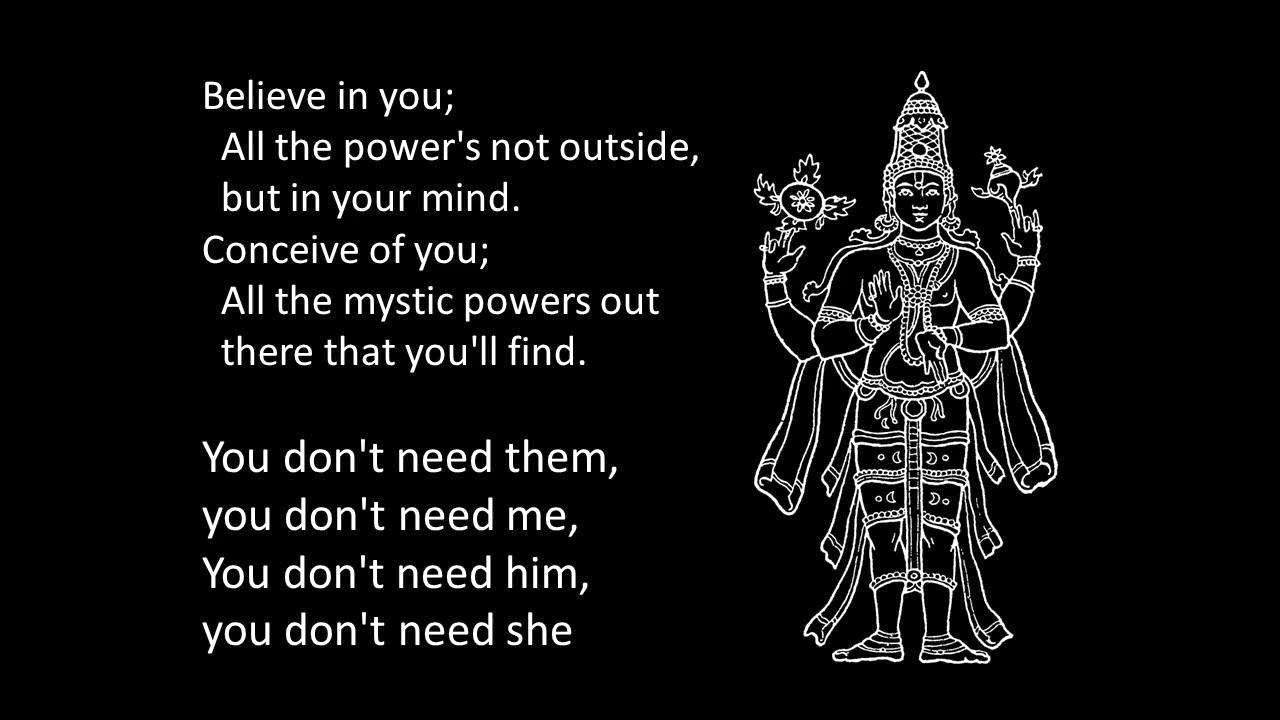 Believe in you;
All the power's not outside,
but in your mind.
Conceive of you;
All the mystic powers out
there that you'll find.
You don't need them,
you don't need me,
You don't need him,
you don't need she